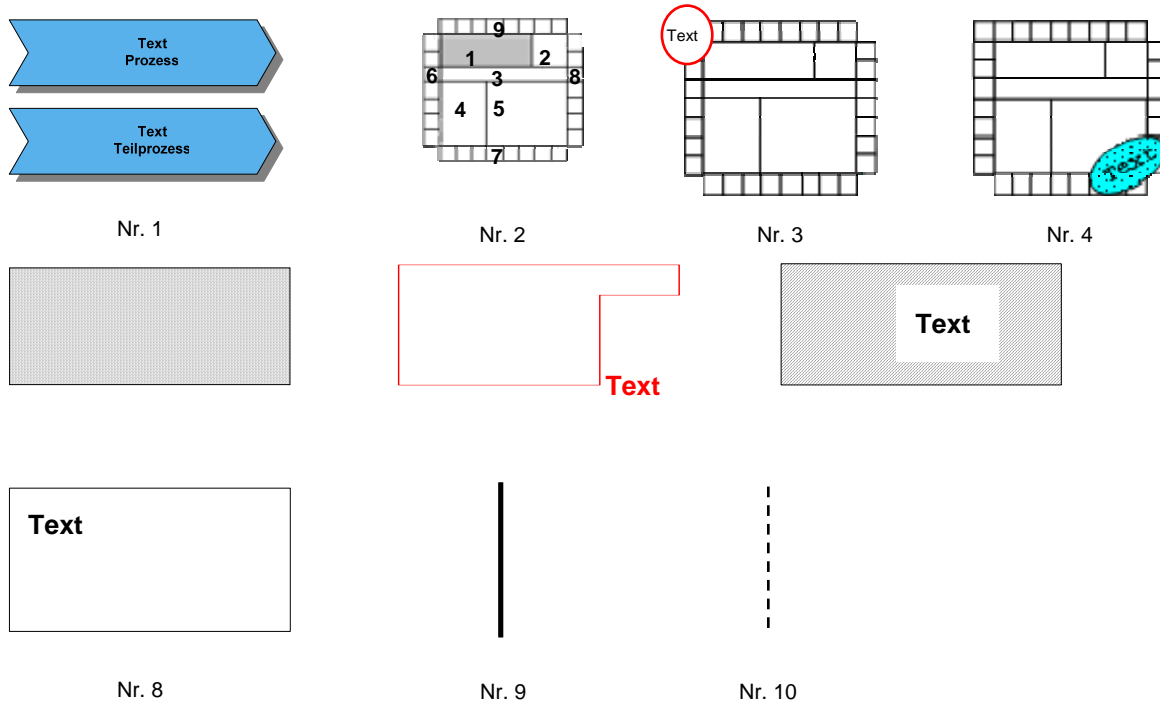 Text
Prozess
Text
Teilprozess
9
1
2
6
3
8
4
5
7
Text
Text
Nr. 1
Nr. 2
Nr. 3
Nr. 4
Text
Text
Text
Nr. 8
Nr. 9
Nr. 10